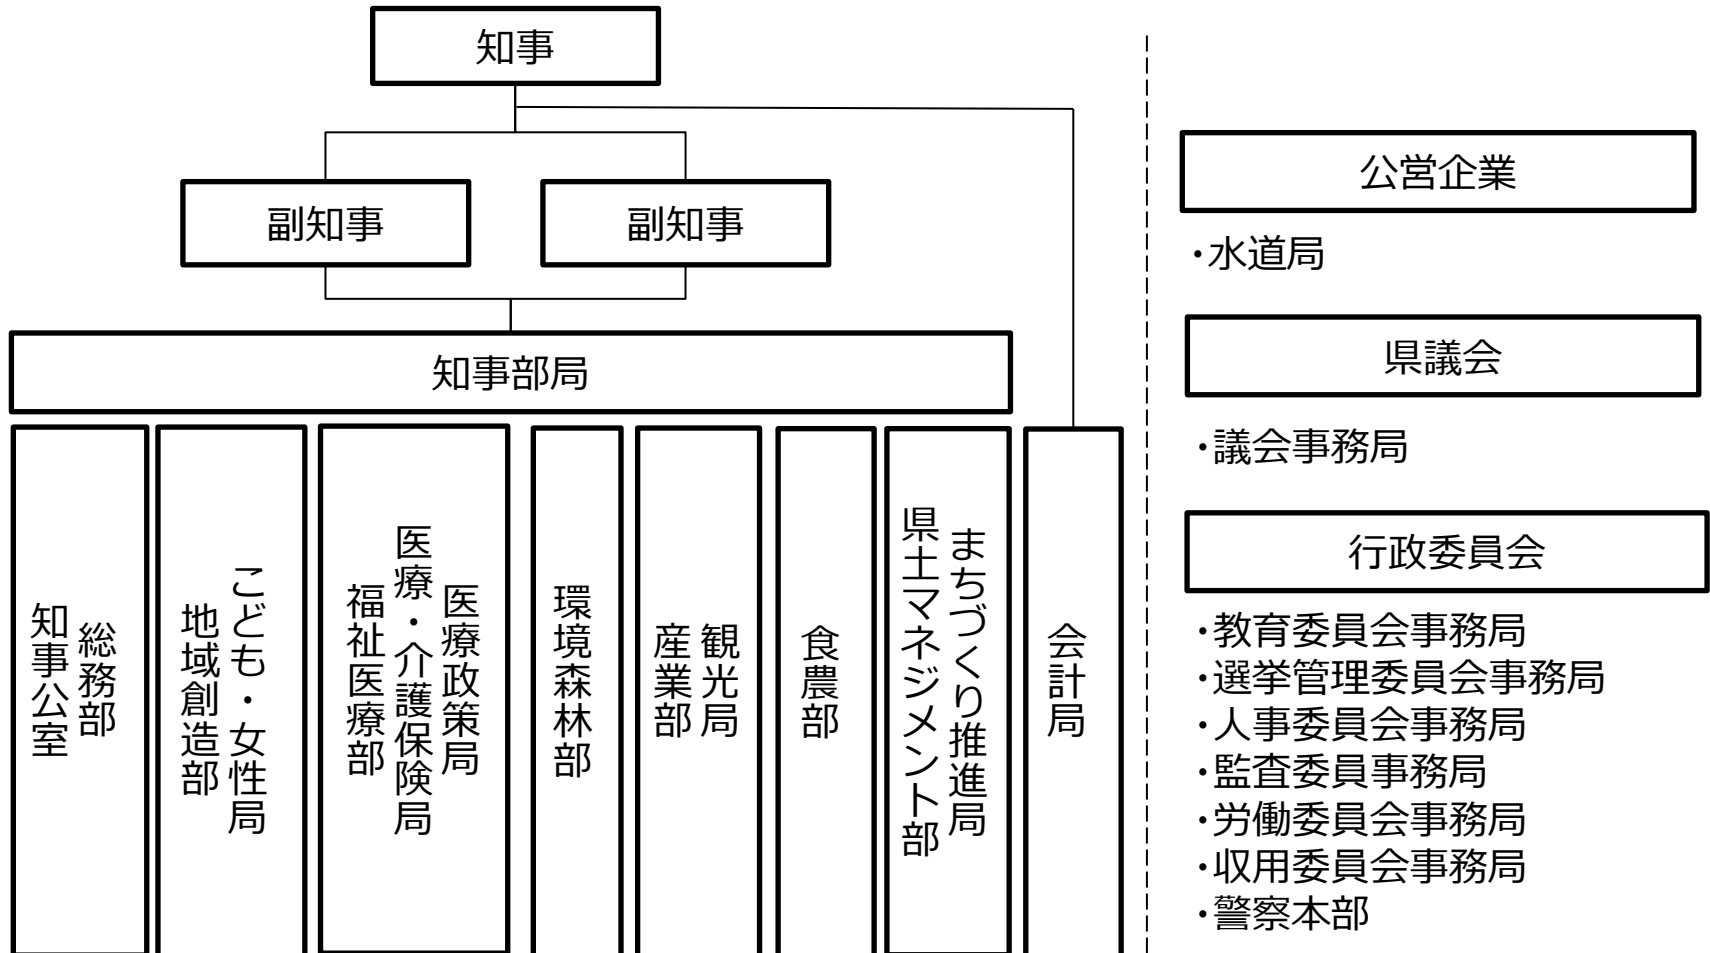 知事
副知事
副知事
知事部局
総務部
知事公室
こども・女性局
地域創造部
医療政策局
医療・介護保険局
福祉医療部
環境森林部
観光局
産業部
食農部
まちづくり推進局
県土マネジメント部
会計局
公営企業
・水道局
県議会
・議会事務局
行政委員会
・教育委員会事務局
・選挙管理委員会事務局
・人事委員会事務局
・監査委員事務局
・労働委員会事務局
・収用委員会事務局
・警察本部